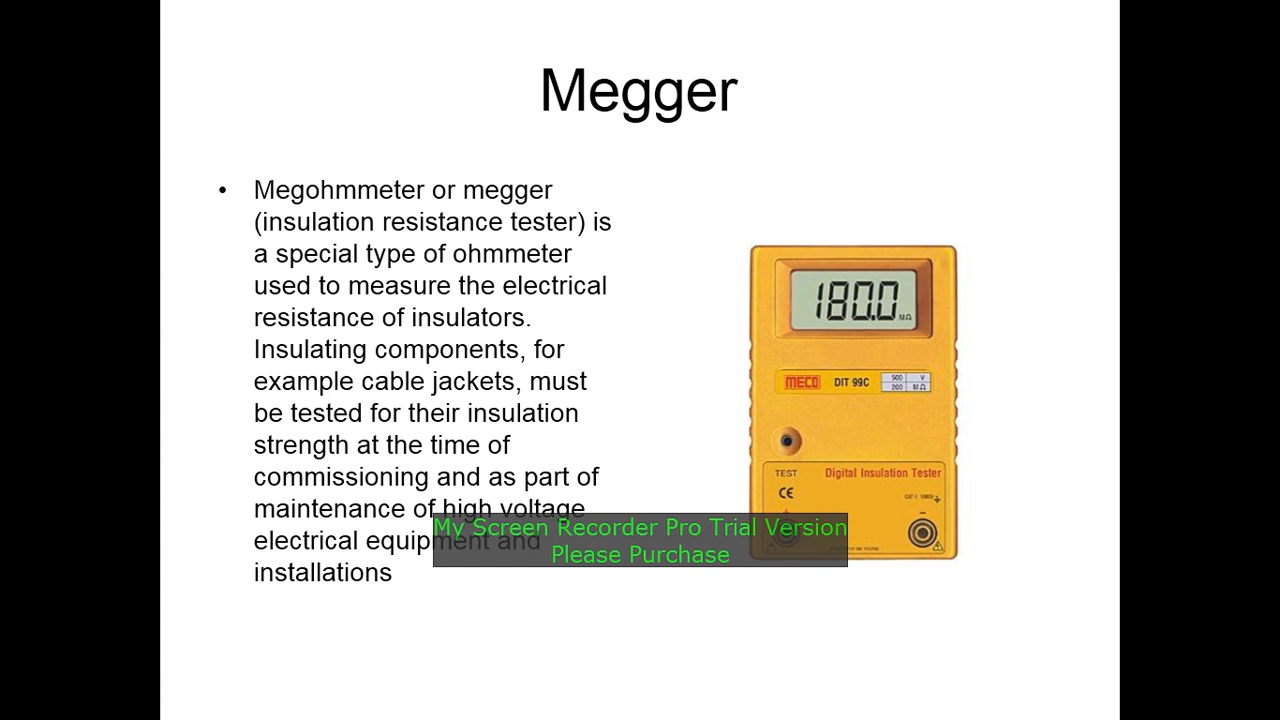 Megger
• Megohmmeter or megger
(insulation resistance tester) is
a special type of ohmmeter
used to measure the electrical
resistance of insulators.
Insulating components, for
example cable jackets, must
be tested for their insulation
strength at the time of
commissioning and as part of
maintenance of high voltage
electrical equipment and
installations
180.0 MΩ
MECO DIT 99C 500 V
200 MΩ
TEST Digital Insulation Tester
CE
My Screen Recorder Pro Trial Version
Please Purchase